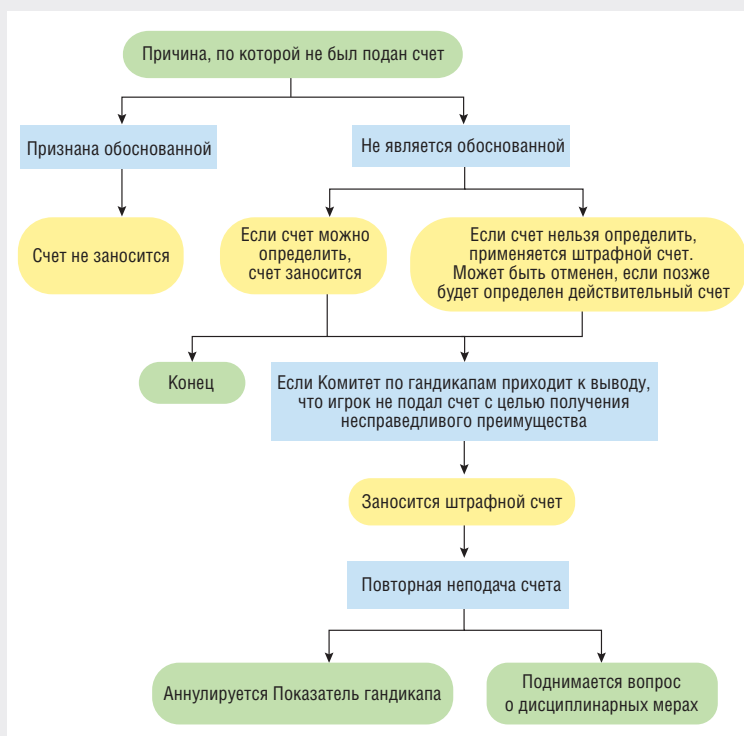 Причина, по которой не был подан счет
Признана обоснованной
Не является обоснованной
Счет не заносится
Если счет можно
определить,
счет заносится
Если счет нельзя определить,
применяется штрафной счет.
Может быть отменен, если позже
будет определен действительный счет
Конец
Если Комитет по гандикапам приходит к выводу,
что игрок не подал счет с целью получения
несправедливого преимущества
Заносится штрафной счет
Повторная неподача счета
Аннулируется Показатель гандикапа
Поднимается вопрос
о дисциплинарных мерах